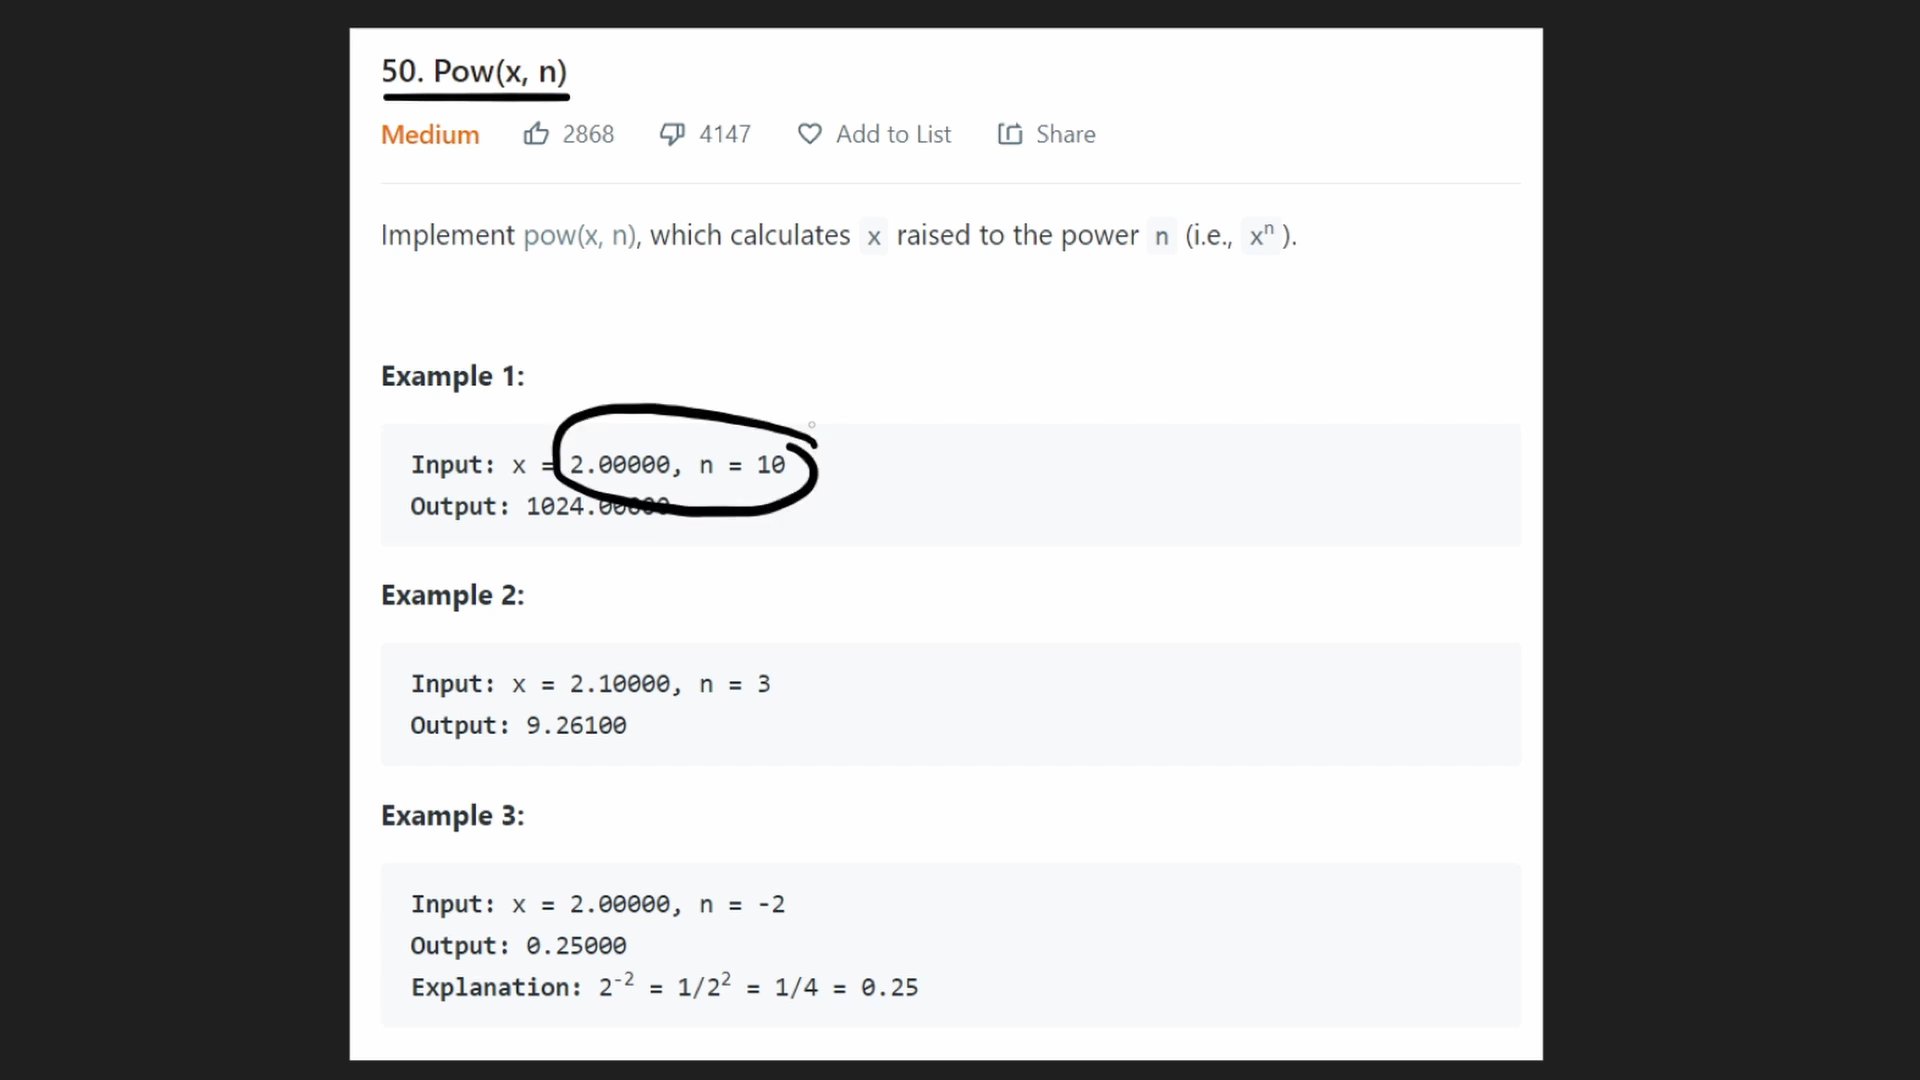 50. Pow(x, n)
Medium 2868 4147 Add to List Share
Implement pow(x, n), which calculates x raised to the power n (i.e., xⁿ).
Example 1:
Input: x = 2.00000, n = 10
Output: 1024.00000
Example 2:
Input: x = 2.10000, n = 3
Output: 9.26100
Example 3:
Input: x = 2.00000, n = -2
Output: 0.25000
Explanation: 2⁻² = 1/2² = 1/4 = 0.25